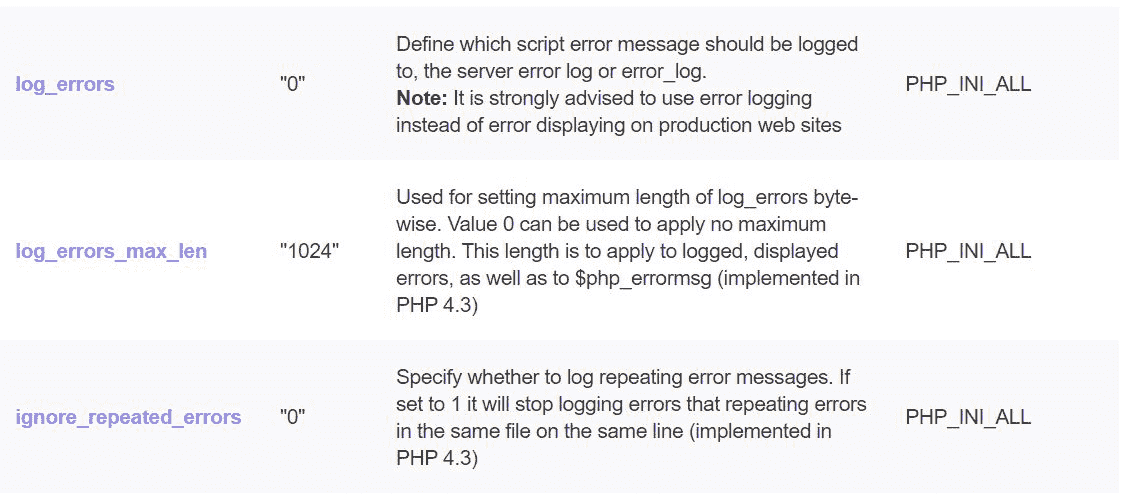 Define which script error message should be logged
log_errors "0" to, the server error log or error_log. PHP_INI_ALL
Note: It is strongly advised to use error logging
instead of error displaying on production web sites
Used for setting maximum length of log_errors byte-
wise. Value 0 can be used to apply no maximum
log_errors_max_len "1024" length. This length is to apply to logged, displayed PHP_INI_ALL
errors, as well as to $php_errormsg (implemented in
PHP 4.3)
Specify whether to log repeating error messages. If
set to 1 it will stop logging errors that repeating errors
ignore_repeated_errors "0" in the same file on the same line (implemented in PHP_INI_ALL
PHP 4.3)